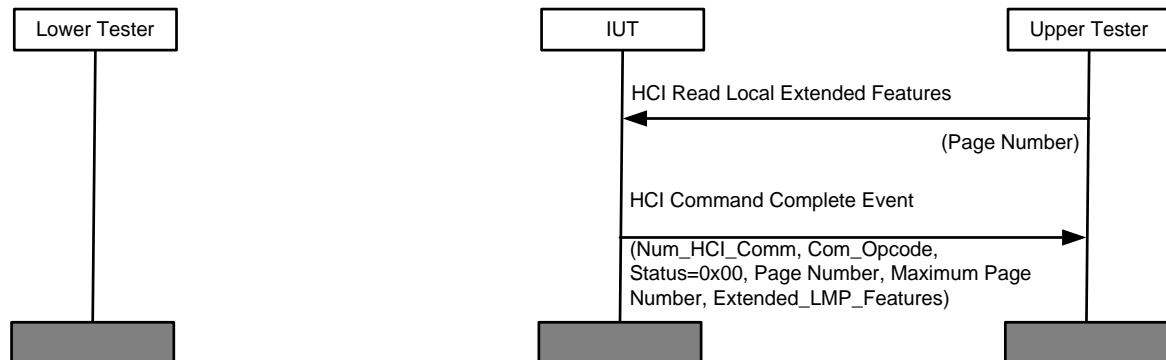 Lower Tester
IUT
Upper Tester
HCI Read Local Extended Features
(Page Number)
HCI Command Complete Event
(Num_HCI_Comm, Com_Opcode,
Status=0x00, Page Number, Maximum Page
Number, Extended_LMP_Features)